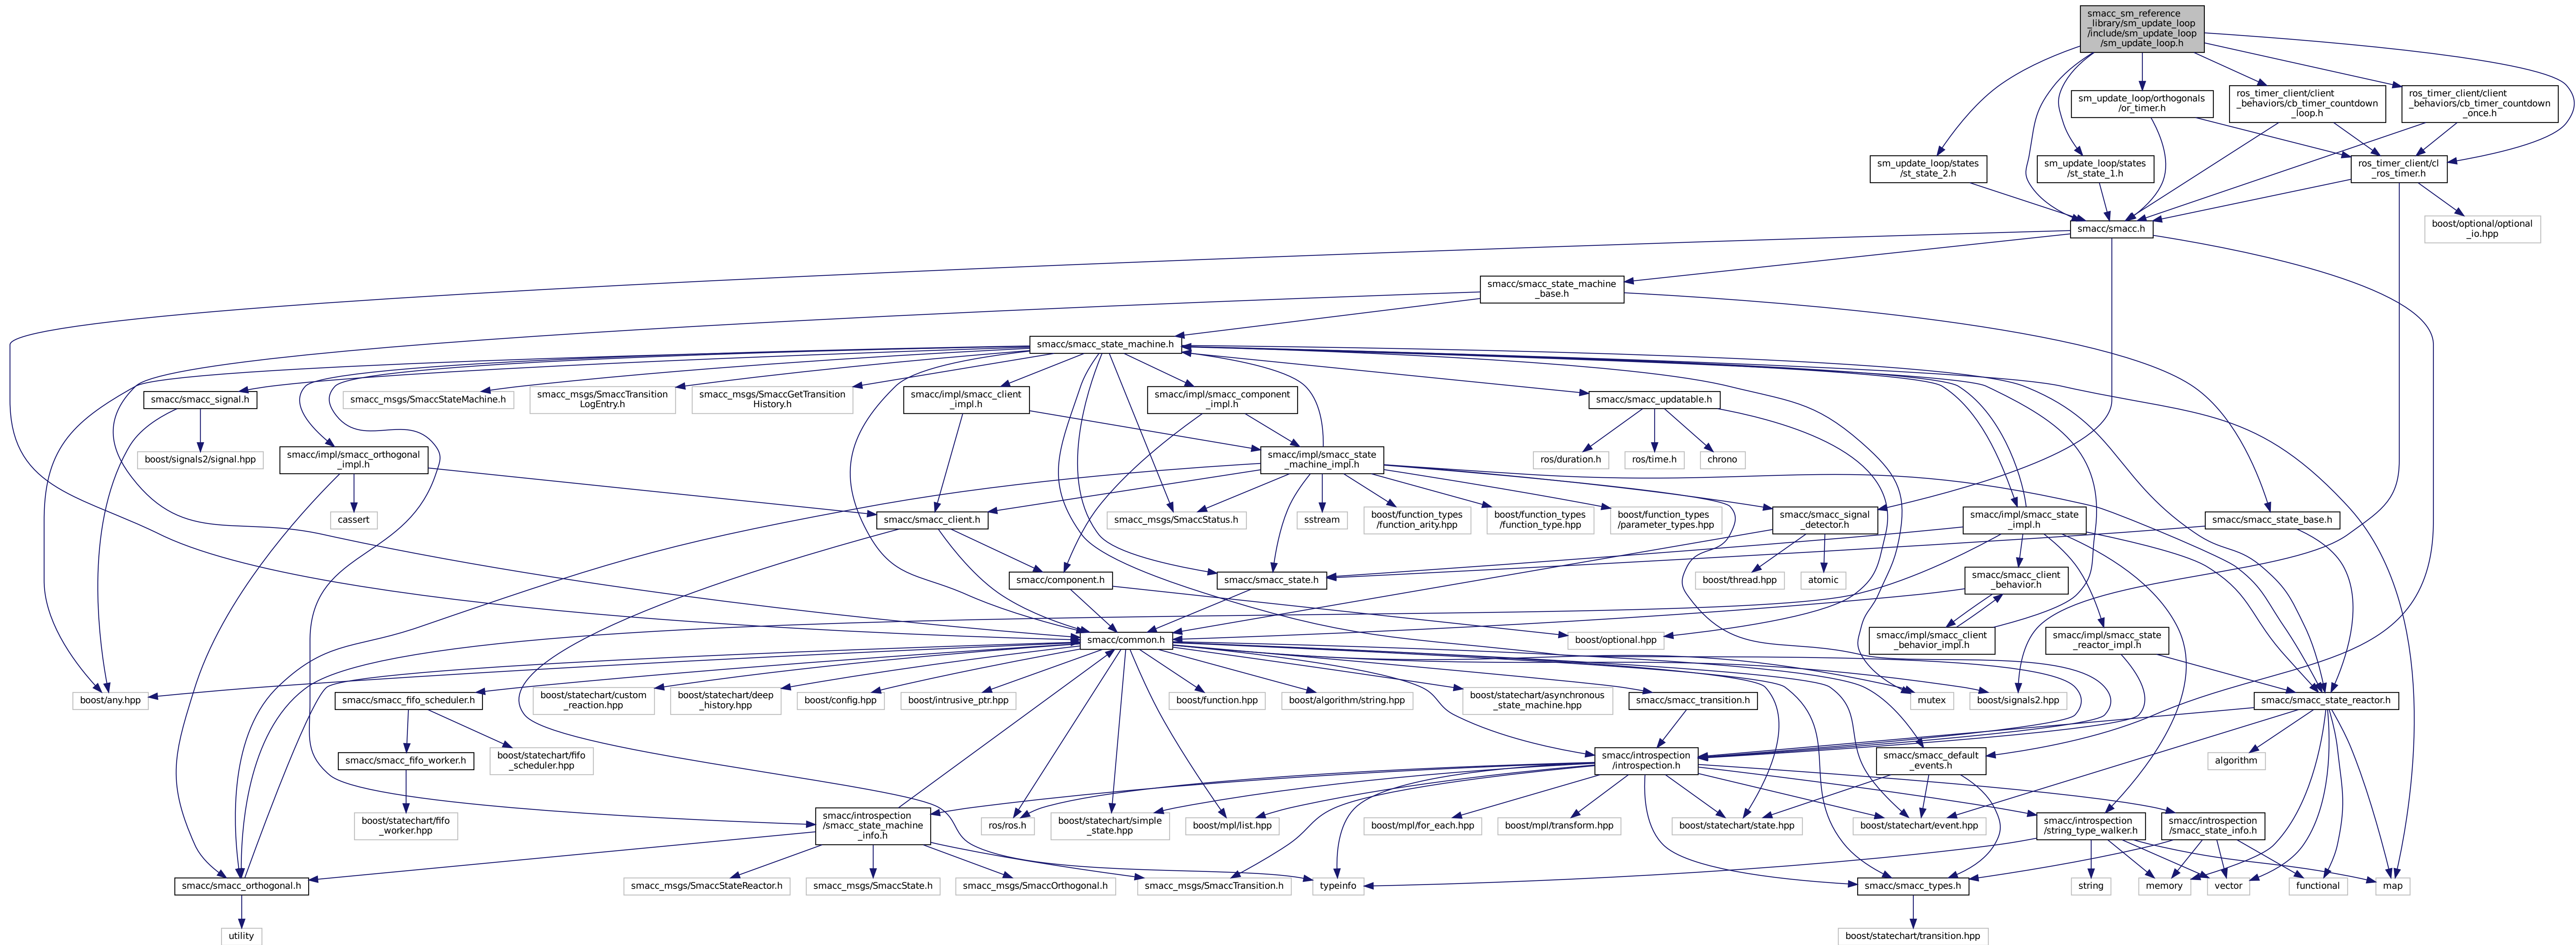 smacc_sm_reference
_library/sm_update_loop
/include/sm_update_loop
/sm_update_loop.h
sm_update_loop/orthogonals
/or_timer.h
ros_timer_client/client
_behaviors/cb_timer_countdown
_loop.h
ros_timer_client/client
_behaviors/cb_timer_countdown
_once.h
sm_update_loop/states
/st_state_2.h
sm_update_loop/states
/st_state_1.h
ros_timer_client/cl
_ros_timer.h
smacc/smacc.h
boost/optional/optional
_io.hpp
smacc/smacc_state_machine
_base.h
smacc/smacc_state_machine.h
smacc/smacc_signal.h
smacc_msgs/SmaccStateMachine.h
smacc_msgs/SmaccTransition
LogEntry.h
smacc_msgs/SmaccGetTransition
History.h
smacc/impl/smacc_client
_impl.h
smacc/impl/smacc_component
_impl.h
smacc/smacc_updatable.h
boost/signals2/signal.hpp
smacc/impl/smacc_orthogonal
_impl.h
smacc/impl/smacc_state
_machine_impl.h
ros/duration.h
ros/time.h
chrono
cassert
smacc/smacc_client.h
smacc_msgs/SmaccStatus.h
sstream
boost/function_types
/function_arity.hpp
boost/function_types
/function_type.hpp
boost/function_types
/parameter_types.hpp
smacc/smacc_signal
_detector.h
smacc/impl/smacc_state
_impl.h
smacc/smacc_state_base.h
smacc/component.h
smacc/smacc_state.h
boost/thread.hpp
atomic
smacc/smacc_client
_behavior.h
smacc/common.h
boost/optional.hpp
smacc/impl/smacc_client
_behavior_impl.h
smacc/impl/smacc_state
_reactor_impl.h
boost/any.hpp
smacc/smacc_fifo_scheduler.h
boost/statechart/custom
_reaction.hpp
boost/statechart/deep
_history.hpp
boost/config.hpp
boost/intrusive_ptr.hpp
boost/function.hpp
boost/algorithm/string.hpp
boost/statechart/asynchronous
_state_machine.hpp
smacc/smacc_transition.h
mutex
boost/signals2.hpp
smacc/smacc_state_reactor.h
smacc/smacc_fifo_worker.h
boost/statechart/fifo
_scheduler.hpp
smacc/introspection
/introspection.h
smacc/smacc_default
_events.h
algorithm
boost/statechart/fifo
_worker.hpp
smacc/introspection
/smacc_state_machine
_info.h
ros/ros.h
boost/statechart/simple
_state.hpp
boost/mpl/list.hpp
boost/mpl/for_each.hpp
boost/mpl/transform.hpp
boost/statechart/state.hpp
boost/statechart/event.hpp
smacc/introspection
/string_type_walker.h
smacc/introspection
/smacc_state_info.h
smacc/smacc_orthogonal.h
smacc_msgs/SmaccStateReactor.h
smacc_msgs/SmaccState.h
smacc_msgs/SmaccOrthogonal.h
smacc_msgs/SmaccTransition.h
typeinfo
smacc/smacc_types.h
string
memory
vector
functional
map
utility
boost/statechart/transition.hpp